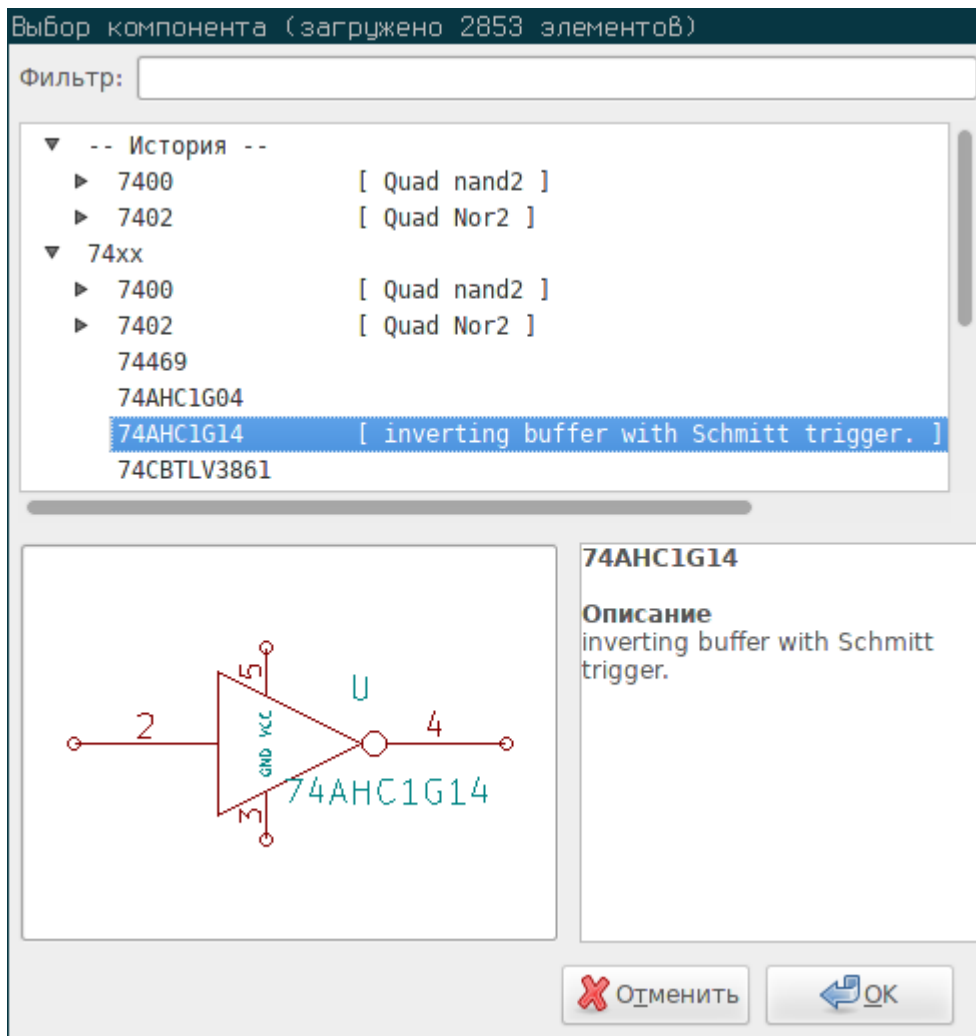 Выбор компонента (загружено 2853 элементов)
Фильтр:
-- История --
7400 [ Quad nand2 ]
7402 [ Quad Nor2 ]
74xx
7400 [ Quad nand2 ]
7402 [ Quad Nor2 ]
74469
74AHC1G04
74AHC1G14 [ inverting buffer with Schmitt trigger. ]
74CBTLV3861
5
U
2
4
GND VCC
74AHC1G14
3
74AHC1G14
Описание
inverting buffer with Schmitt
trigger.
Отменить
OK